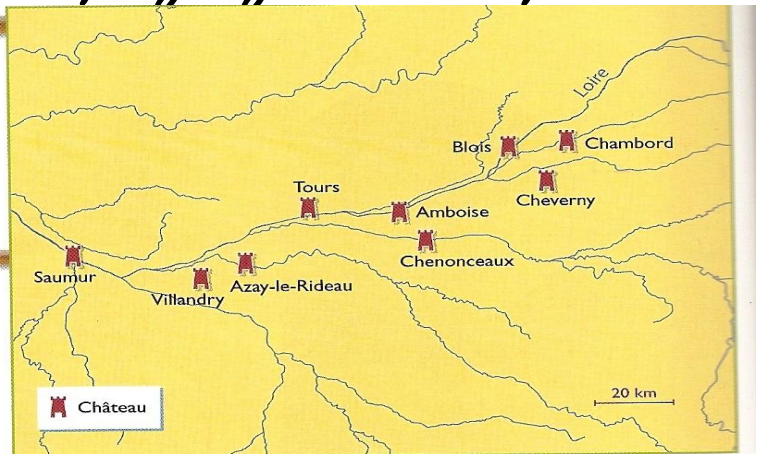 Loire
Blois
Chambord
Cheverny
Tours
Amboise
Chenonceaux
Saumur
Villandry
Azay-le-Rideau
Château
20 km